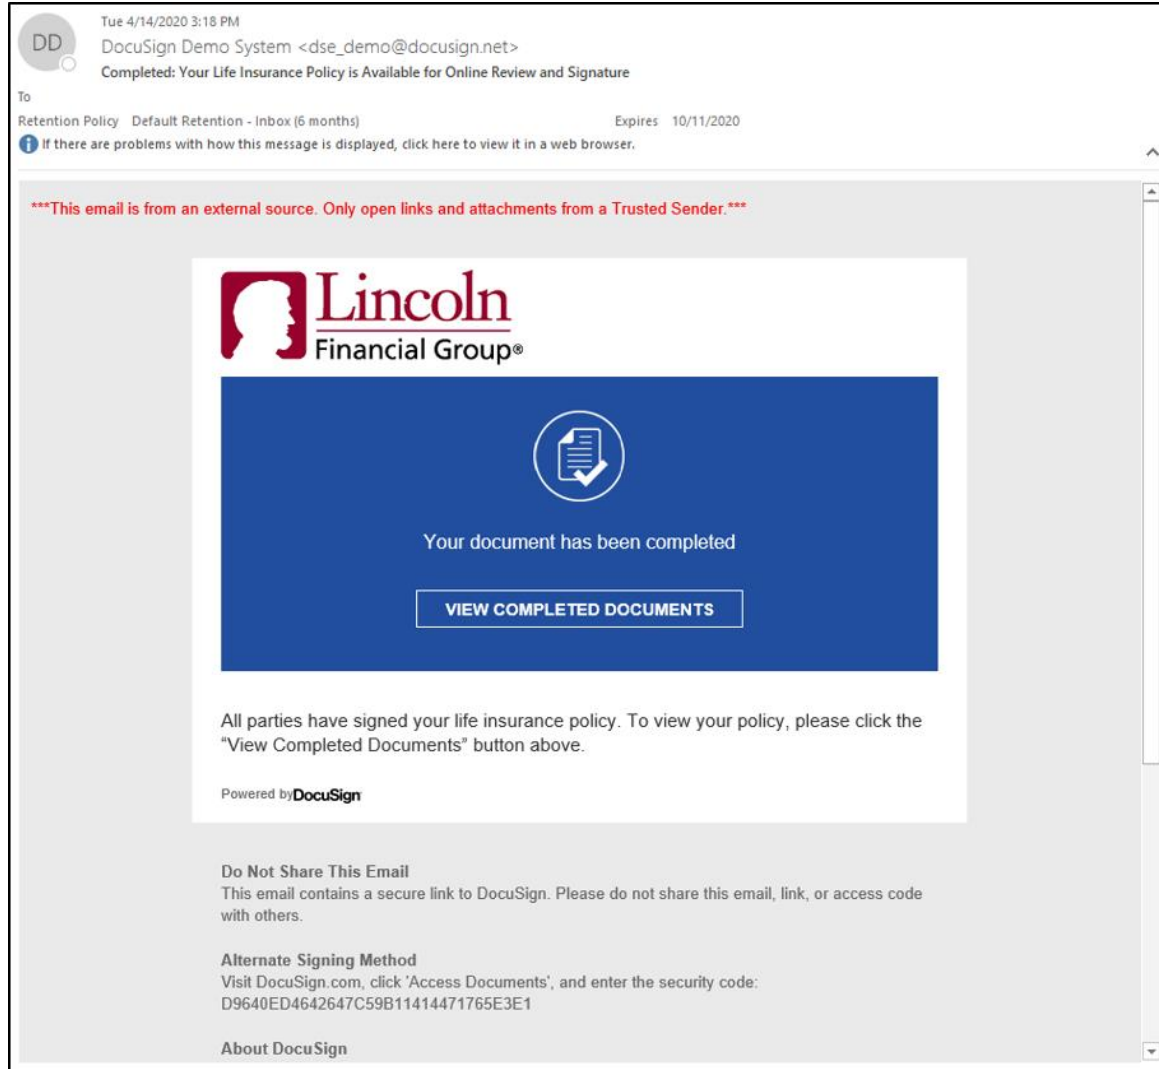 Tue 4/14/2020 3:18 PM
DD
DocuSign Demo System <dse_demo@docusign.net>
Completed: Your Life Insurance Policy is Available for Online Review and Signature
To
Retention Policy Default Retention - Inbox (6 months) Expires 10/11/2020
If there are problems with how this message is displayed, click here to view it in a web browser.
***This email is from an external source. Only open links and attachments from a Trusted Sender.***
Lincoln
Financial Group®
Your document has been completed
VIEW COMPLETED DOCUMENTS
All parties have signed your life insurance policy. To view your policy, please click the
“View Completed Documents” button above.
Powered by DocuSign
Do Not Share This Email
This email contains a secure link to DocuSign. Please do not share this email, link, or access code
with others.
Alternate Signing Method
Visit DocuSign.com, click 'Access Documents', and enter the security code:
D9640ED4642647C59B11414471765E3E1
About DocuSign